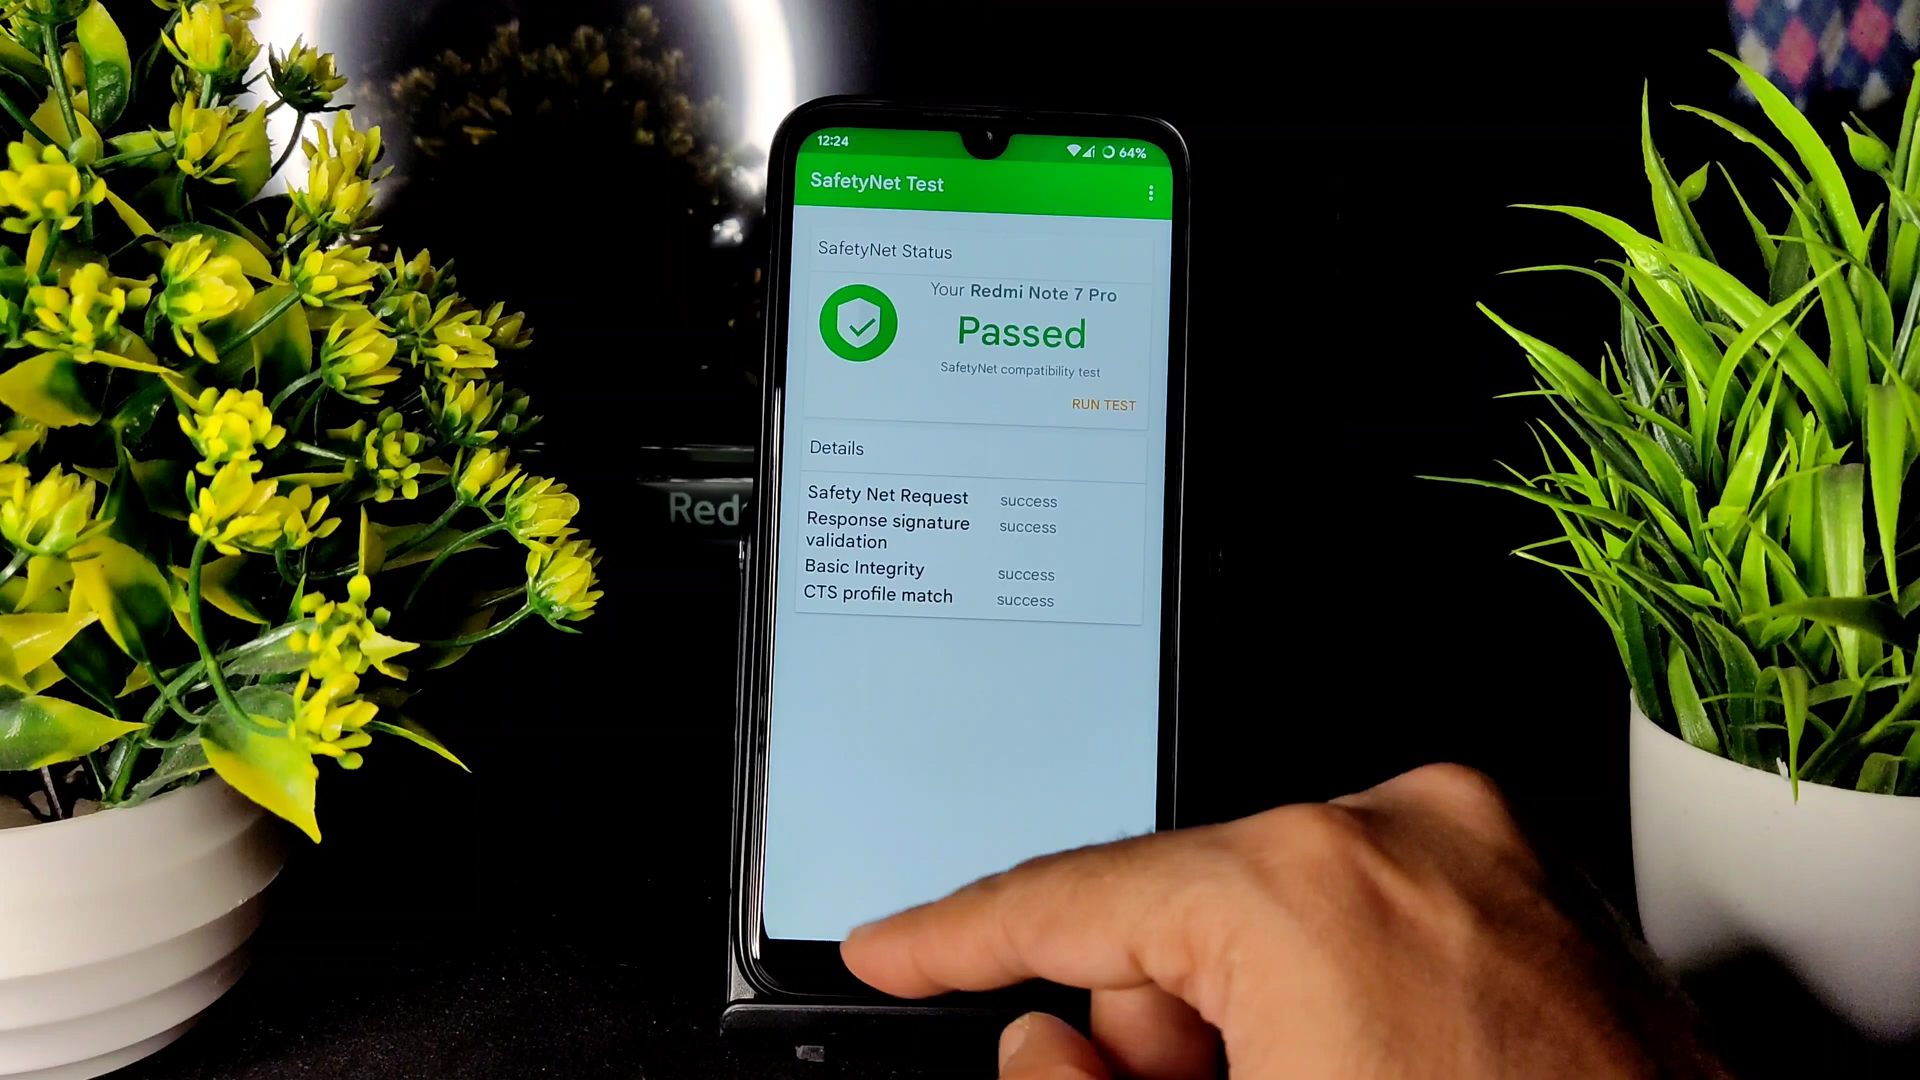 12:24
64%
SafetyNet Test
SafetyNet Status
Your Redmi Note 7 Pro
Passed
SafetyNet compatibility test
RUN TEST
Details
Safety Net Request success
Response signature validation success
Basic Integrity success
CTS profile match success
Red